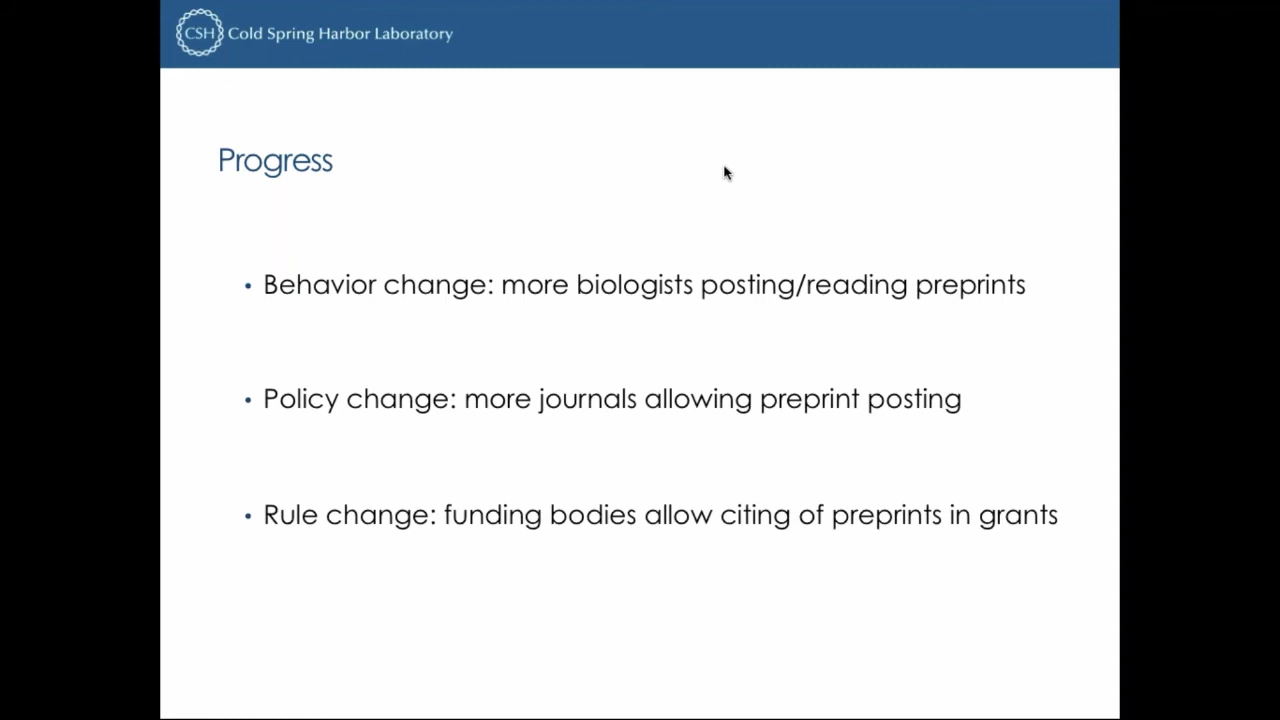 CSH Cold Spring Harbor Laboratory
Progress
• Behavior change: more biologists posting/reading preprints
• Policy change: more journals allowing preprint posting
• Rule change: funding bodies allow citing of preprints in grants